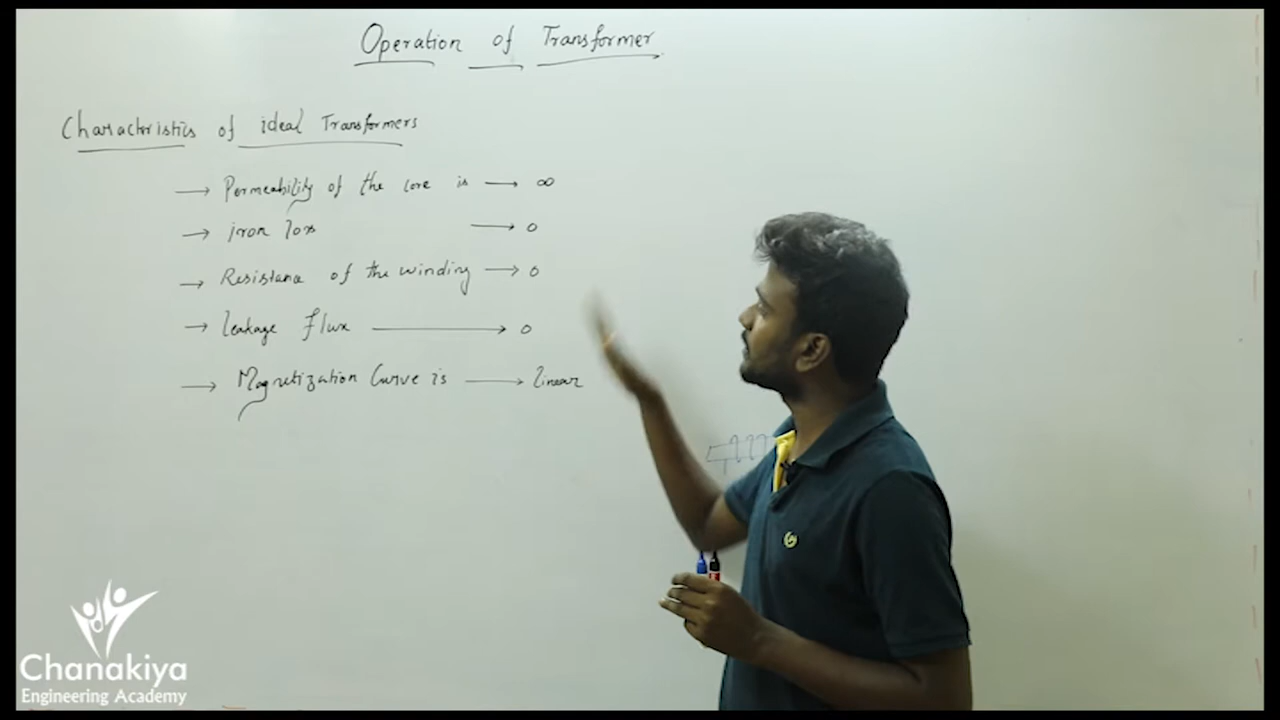 Operation of Transformer
Characteristics of ideal Transformers
→ Permeability of the core is → ∞
→ iron loss → 0
→ Resistance of the winding → 0
→ leakage flux → 0
→ Magnetization Curve is → linear
Chanakiya
Engineering Academy